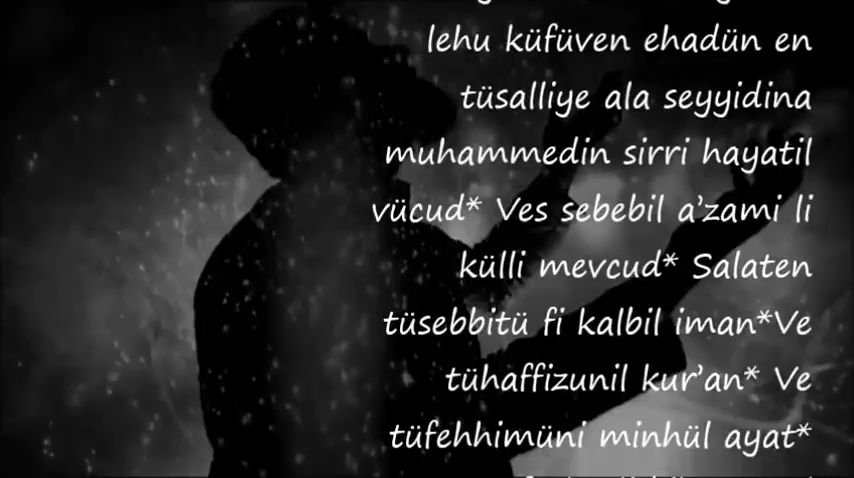 lehu küfüven ehadün en
tüsalliye ala seyyidina
muhammedin sirri hayatil
vücud* Ves sebebil a'zami li
külli mevcud* Salaten
tüsebbitü fi kalbil iman*Ve
tühaffizunil kur'an* Ve
tüfehhimüni minhül ayat*